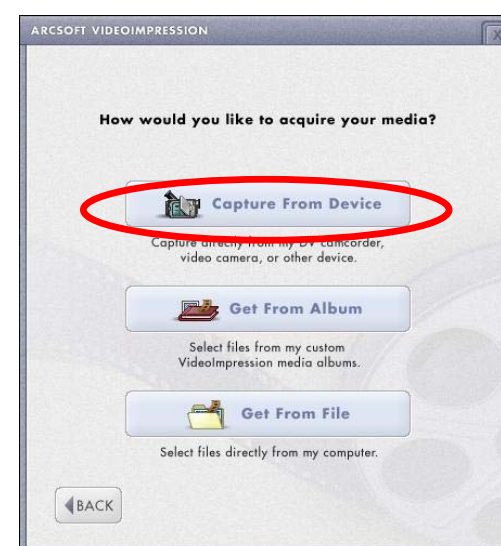 ARCSOFT VIDEOIMPRESSION
X
How would you like to acquire your media?
Capture From Device
Capture directly from my DV camcorder,
video camera, or other device.
Get From Album
Select files from my custom
VideoImpression media albums.
Get From File
Select files directly from my computer.
BACK